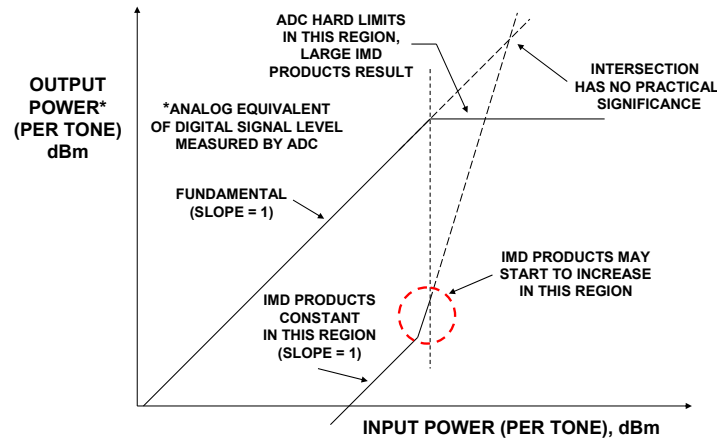 ADC HARD LIMITS
IN THIS REGION,
LARGE IMD
PRODUCTS RESULT
INTERSECTION
HAS NO PRACTICAL
SIGNIFICANCE
OUTPUT
POWER*
(PER TONE)
dBm
*ANALOG EQUIVALENT
OF DIGITAL SIGNAL LEVEL
MEASURED BY ADC
FUNDAMENTAL
(SLOPE = 1)
IMD PRODUCTS MAY
START TO INCREASE
IN THIS REGION
IMD PRODUCTS
CONSTANT
IN THIS REGION
(SLOPE = 1)
INPUT POWER (PER TONE), dBm